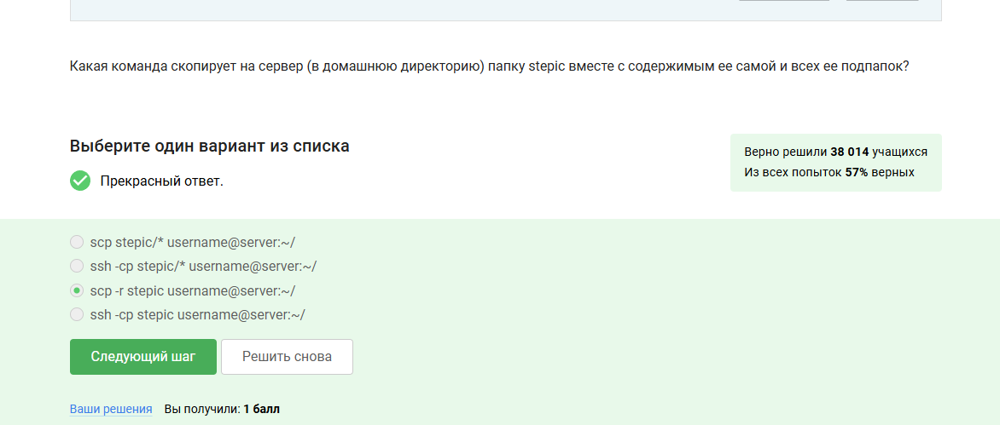 Какая команда скопирует на сервер (в домашнюю директорию) папку stepic вместе с содержимым ее самой и всех ее подпапок?
Выберите один вариант из списка
Прекрасный ответ.
Верно решили 38 014 учащихся
Из всех попыток 57% верных
scp stepic/* username@server:~/
ssh -cp stepic/* username@server:~/
scp -r stepic username@server:~/
ssh -cp stepic username@server:~/
Следующий шаг
Решить снова
Ваши решения Вы получили: 1 балл